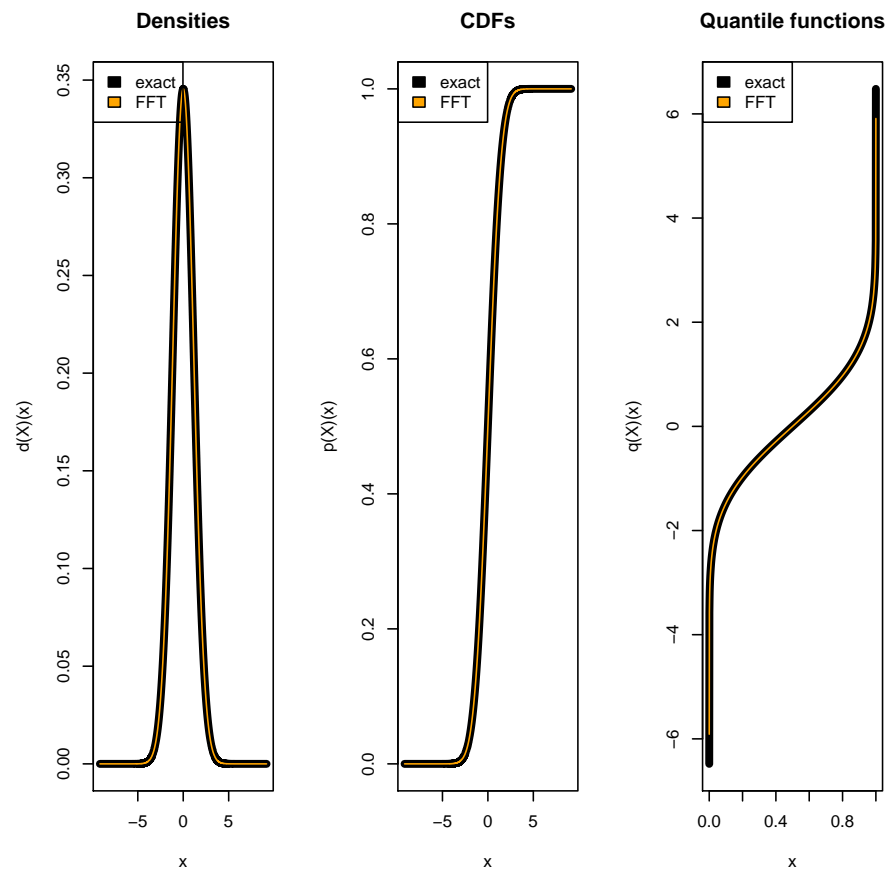 Densities
exact
FFT
0.35
0.30
0.25
0.20
0.15
0.10
0.05
0.00
d(X)(x)
−5 0 5
x
CDFs
exact
FFT
1.0
0.8
0.6
0.4
0.2
0.0
p(X)(x)
−5 0 5
x
Quantile functions
exact
FFT
6
4
2
0
−2
−4
−6
q(X)(x)
0.0 0.4 0.8
x